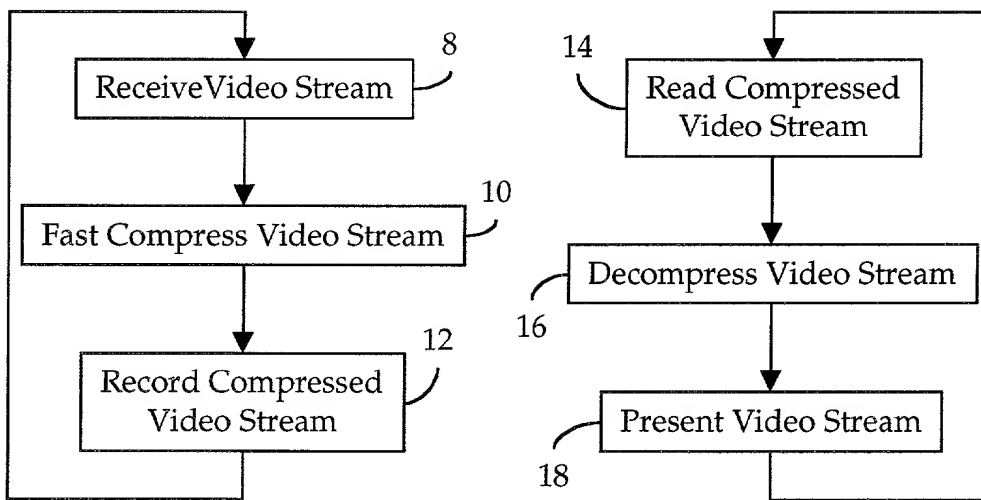 8
ReceiveVideo Stream
10
Fast Compress Video Stream
12
Record Compressed
Video Stream
14
Read Compressed
Video Stream
Decompress Video Stream
16
Present Video Stream
18